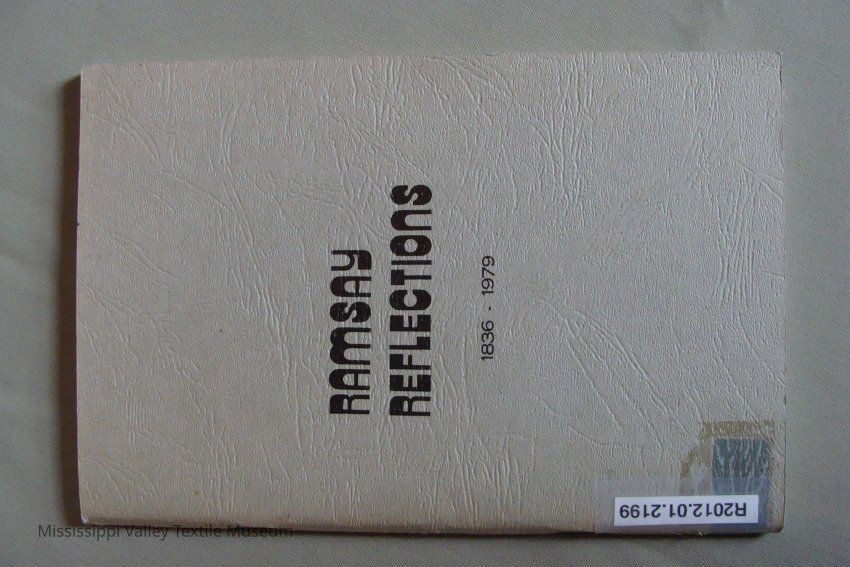 RAMSAY
REFLECTIONS
1836 - 1979
R2012.01.2199
Mississippi Valley Textile Museum